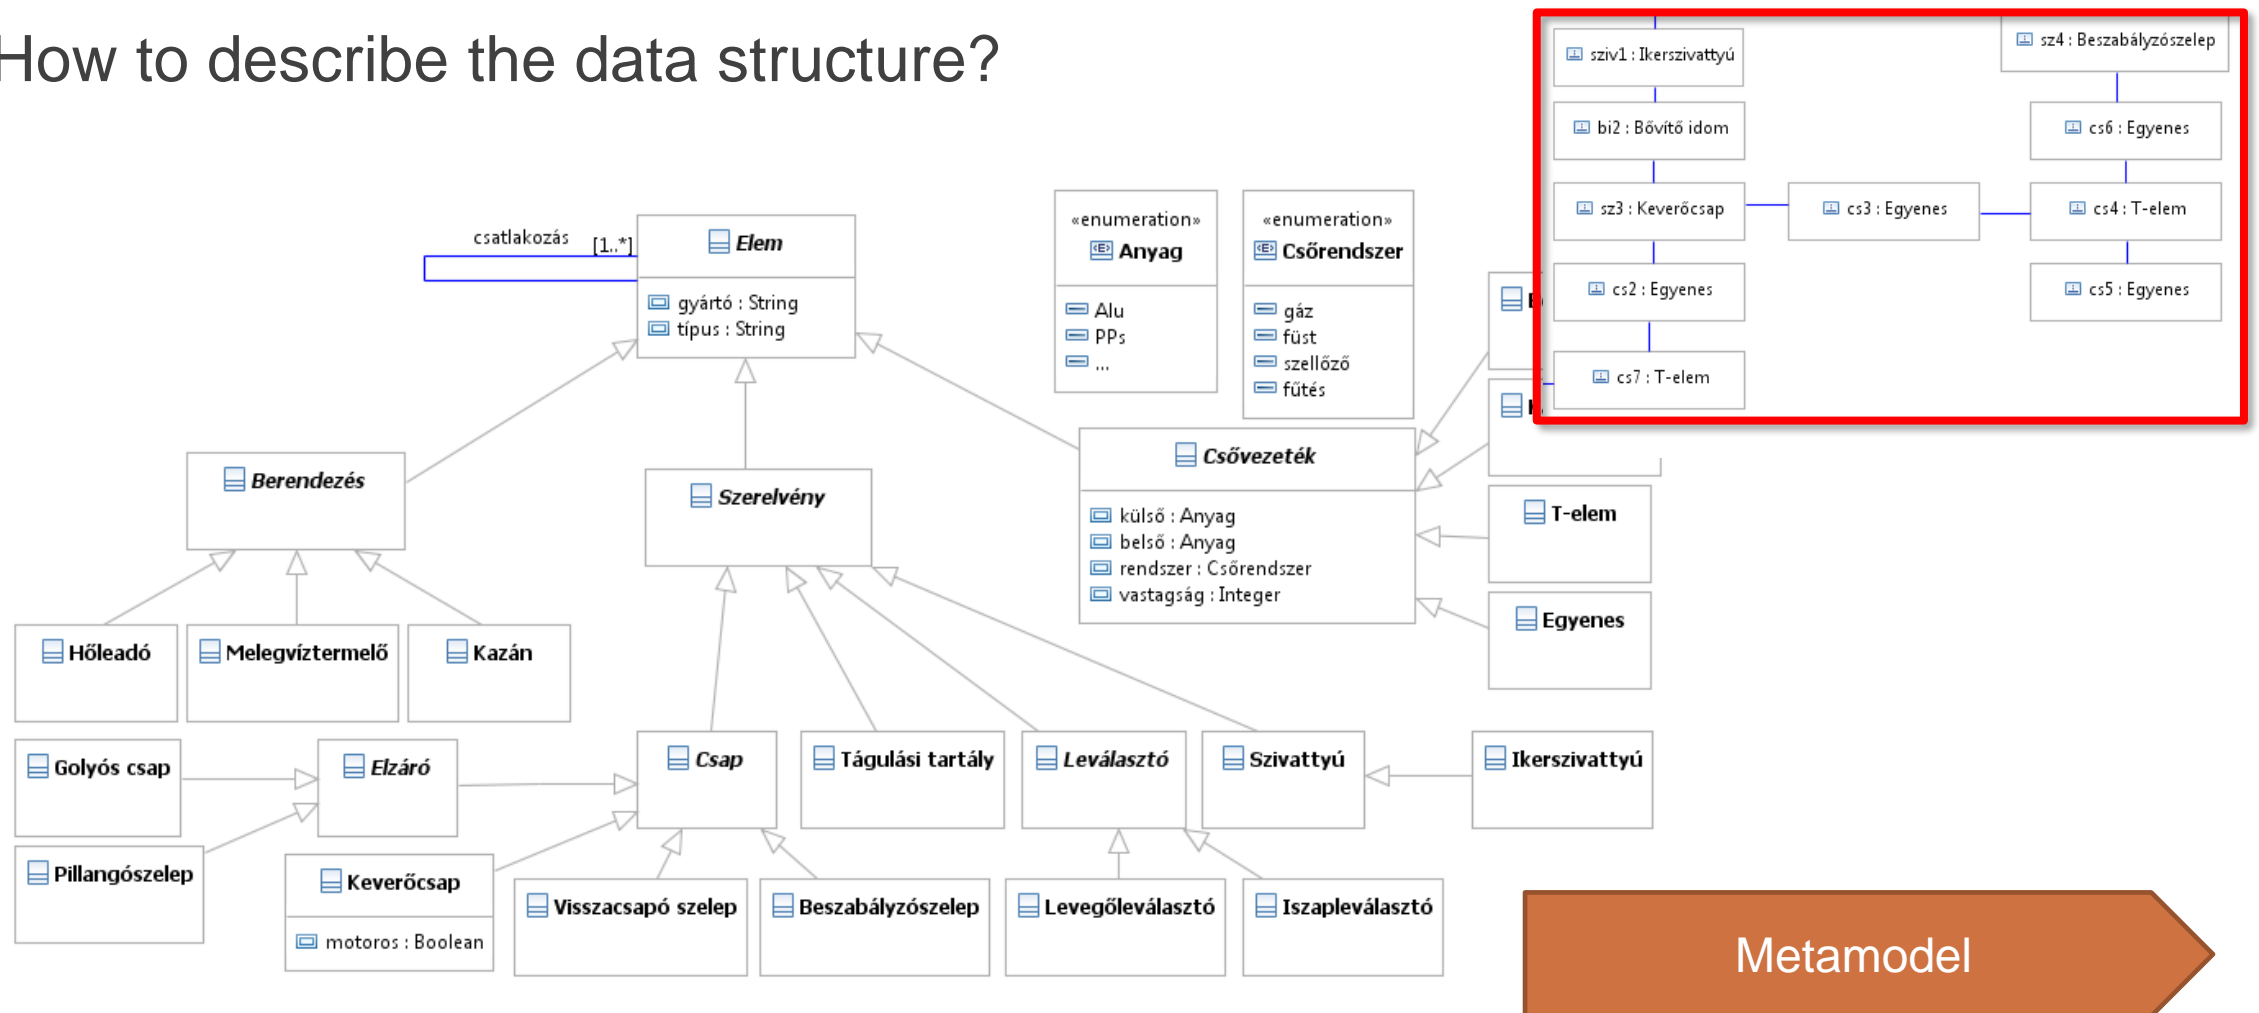 How to describe the data structure?
sziv1 : Ikerszivattyú
sz4 : Beszabályzószelep
bi2 : Bővítő idom
cs6 : Egyenes
sz3 : Keverőcsap
cs3 : Egyenes
cs4 : T-elem
cs2 : Egyenes
cs5 : Egyenes
cs7 : T-elem
csatlakozás
[1..*]
Elem
gyártó : String
típus : String
«enumeration»
Anyag
Alu
PPs
...
«enumeration»
Csőrendszer
gáz
füst
szellőző
fűtés
Berendezés
Szerelvény
Csővezeték
külső : Anyag
belső : Anyag
rendszer : Csőrendszer
vastagság : Integer
T-elem
Egyenes
Hőleadó
Melegvíztermelő
Kazán
Golyós csap
Elzáró
Csap
Tágulási tartály
Leválasztó
Szivattyú
Ikerszivattyú
Pillangószelep
Keverőcsap
motoros : Boolean
Visszacsapó szelep
Beszabályzószelep
Levegőleválasztó
Iszapleválasztó
Metamodel